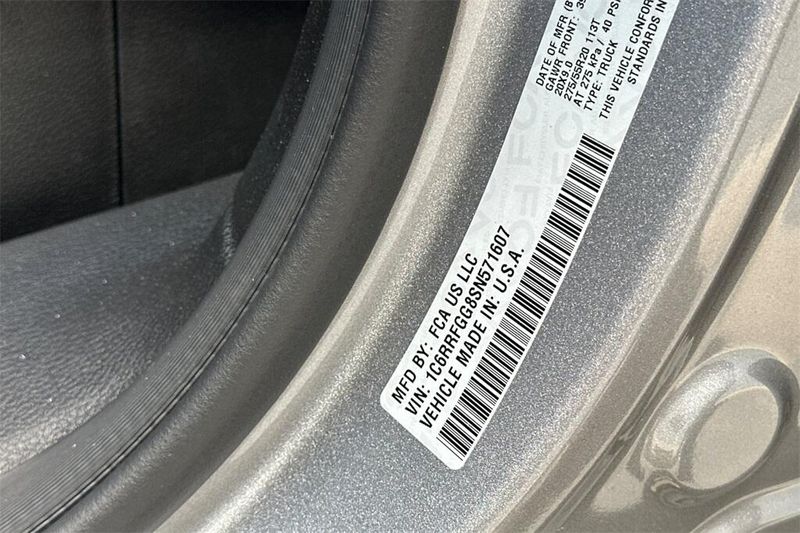 MFD BY: FCA US LLC
VIN: 1C6RRFGG8SN571607
VEHICLE MADE IN: U.S.A.
DATE OF MFR
GAWR FRONT:
20X9.0
275/55R20 113T
AT 275 kPa / 40 PSI
TYPE: TRUCK
THIS VEHICLE
STANDARDS IN